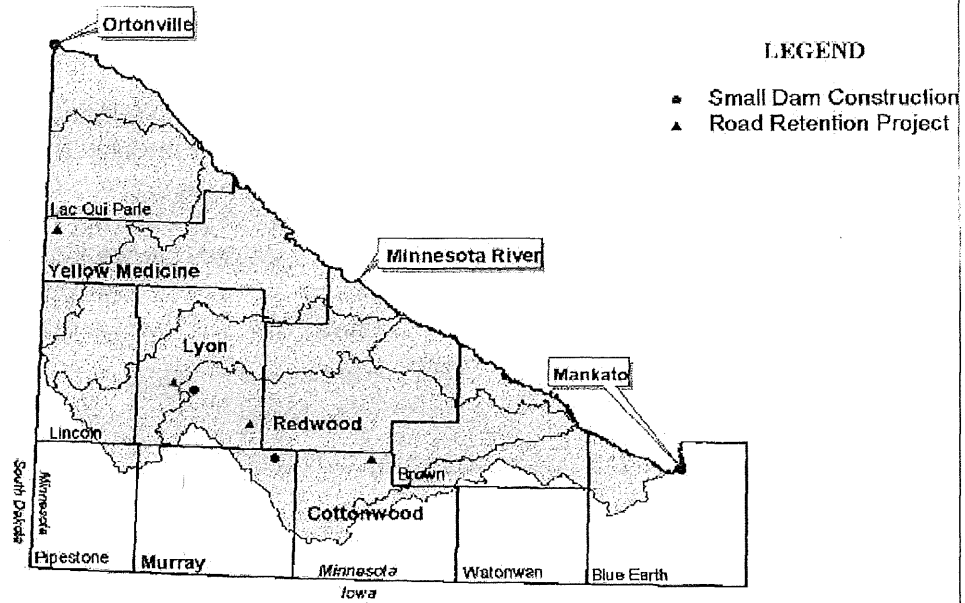 Ortonville
LEGEND
Small Dam Construction
Road Retention Project
Lac Qui Parle
Minnesota River
Yellow Medicine
Lyon
Mankato
Redwood
Lincoln
Brown
South Dakota
Minnesota
Cottonwood
Pipestone
Murray
Minnesota
Watonwan
Blue Earth
Iowa